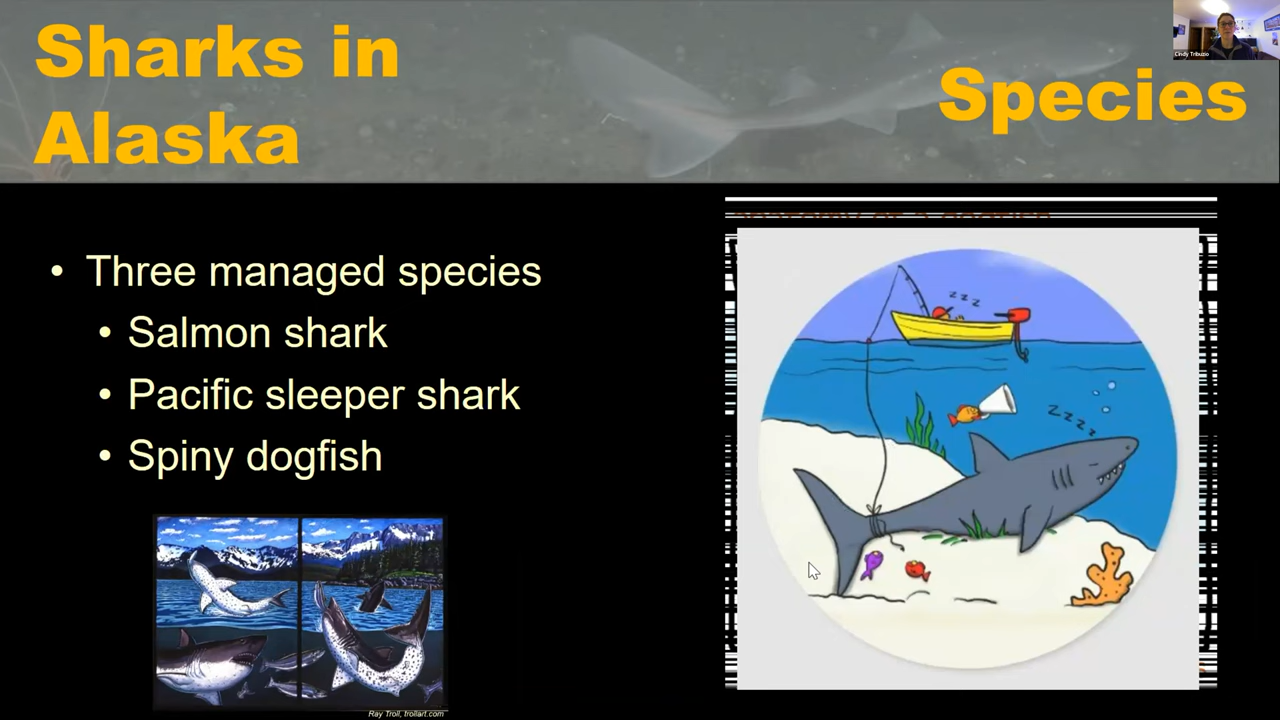 Sharks in
Alaska
Species
Cindy Tribuzio
• Three managed species
• Salmon shark
• Pacific sleeper shark
• Spiny dogfish
z z z
z z z z
Ray Troll, trollart.com